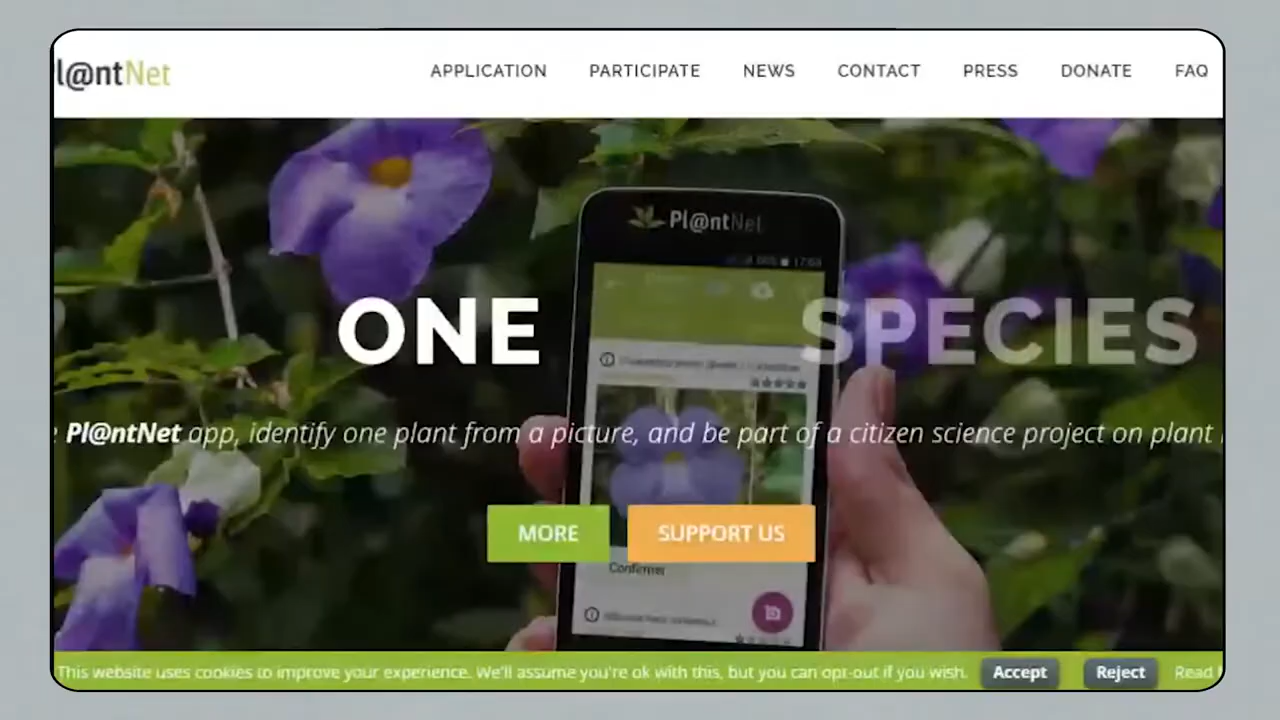 l@ntNet
APPLICATION PARTICIPATE NEWS CONTACT PRESS DONATE FAQ
Pl@ntNet
17:03
ONE SPECIES
Pl@ntNet app, identify one plant from a picture, and be part of a citizen science project on plant
MORE SUPPORT US
Confirmer
This website uses cookies to improve your experience. We'll assume you're ok with this, but you can opt-out if you wish. Accept Reject Read